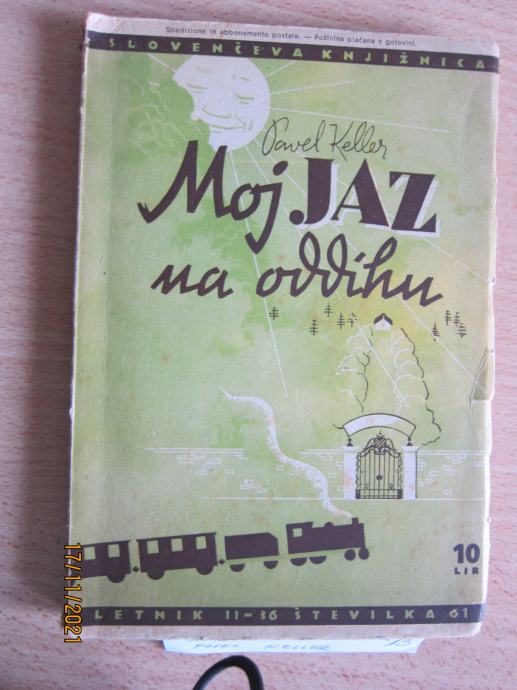 Spedizione in abbonamento postale. — Poštnina plačana v gotovini.
SLOVENČEVA KNJIŽNICA
Pavel Keller
Moj JAZ
na oddihu
10
LIR
LETNIK II-36 ŠTEVILKA 61
17/11/2021